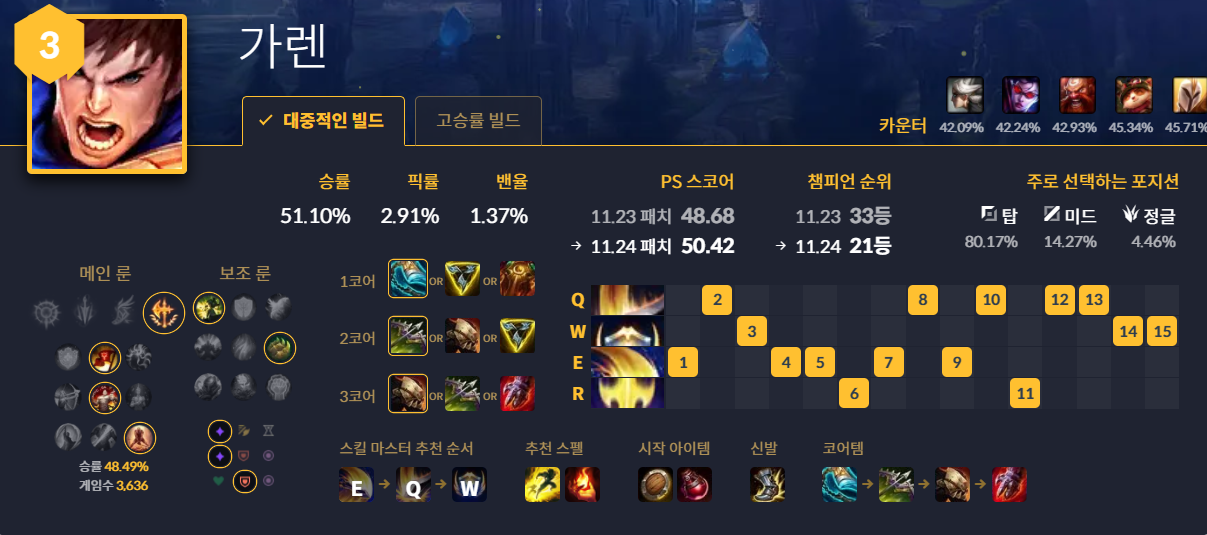 3
가렌
대중적인 빌드
고승률 빌드
카운터
42.09% 42.24% 42.93% 45.34% 45.71%
승률 픽률 밴율
51.10% 2.91% 1.37%
PS 스코어
11.23 패치 48.68
→ 11.24 패치 50.42
챔피언 순위
11.23 33등
→ 11.24 21등
주로 선택하는 포지션
탑 미드 정글
80.17% 14.27% 4.46%
메인 룬
보조 룬
승률 48.49%
게임수 3,636
1코어 OR OR
2코어 OR OR
3코어 OR OR
Q 2 8 10 12 13
W 3 14 15
E 1 4 5 7 9
R 6 11
스킬 마스터 추천 순서
E → Q → W
추천 스펠
시작 아이템
신발
코어템